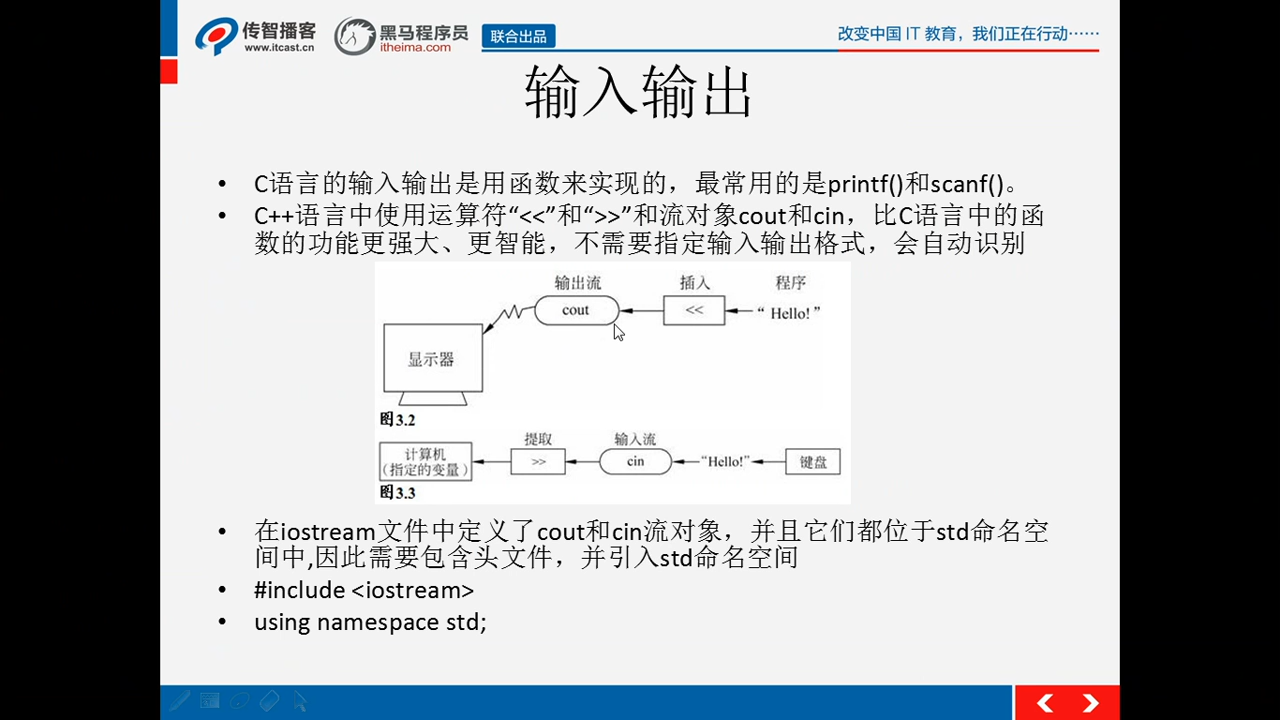 传智播客
www.itcast.cn
黑马程序员
itheima.com
联合出品
改变中国 IT 教育，我们正在行动······
输入输出
• C语言的输入输出是用函数来实现的，最常用的是printf()和scanf()。
• C++语言中使用运算符“<<”和“>>”和流对象cout和cin，比C语言中的函
数的功能更强大、更智能，不需要指定输入输出格式，会自动识别
输出流 插入 程序
cout << “ Hello! ”
显示器
图3.2
提取 输入流
计算机
（指定的变量） >> cin “Hello!” 键盘
图3.3
• 在iostream文件中定义了cout和cin流对象，并且它们都位于std命名空
间中,因此需要包含头文件，并引入std命名空间
• #include <iostream>
• using namespace std;